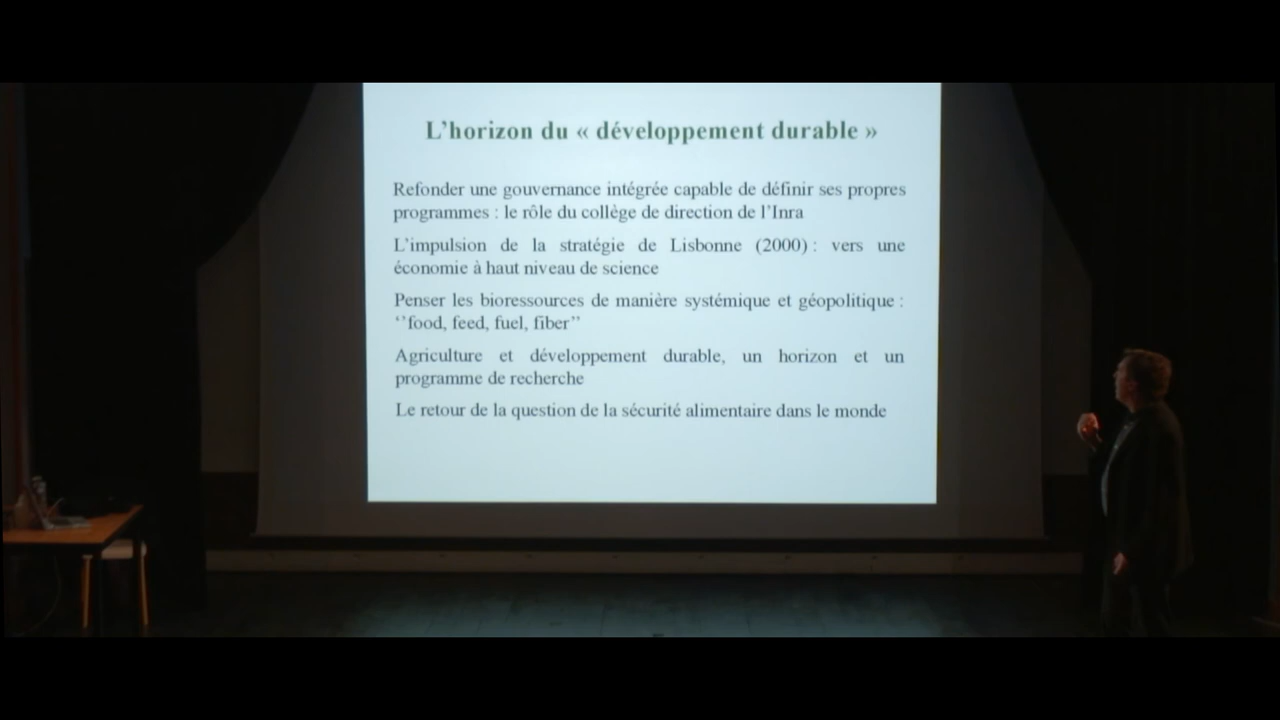 L'horizon du « développement durable »
Refonder une gouvernance intégrée capable de définir ses propres
programmes : le rôle du collège de direction de l'Inra
L'impulsion de la stratégie de Lisbonne (2000) : vers une
économie à haut niveau de science
Penser les bioressources de manière systémique et géopolitique :
‘’food, feed, fuel, fiber’’
Agriculture et développement durable, un horizon et un
programme de recherche
Le retour de la question de la sécurité alimentaire dans le monde